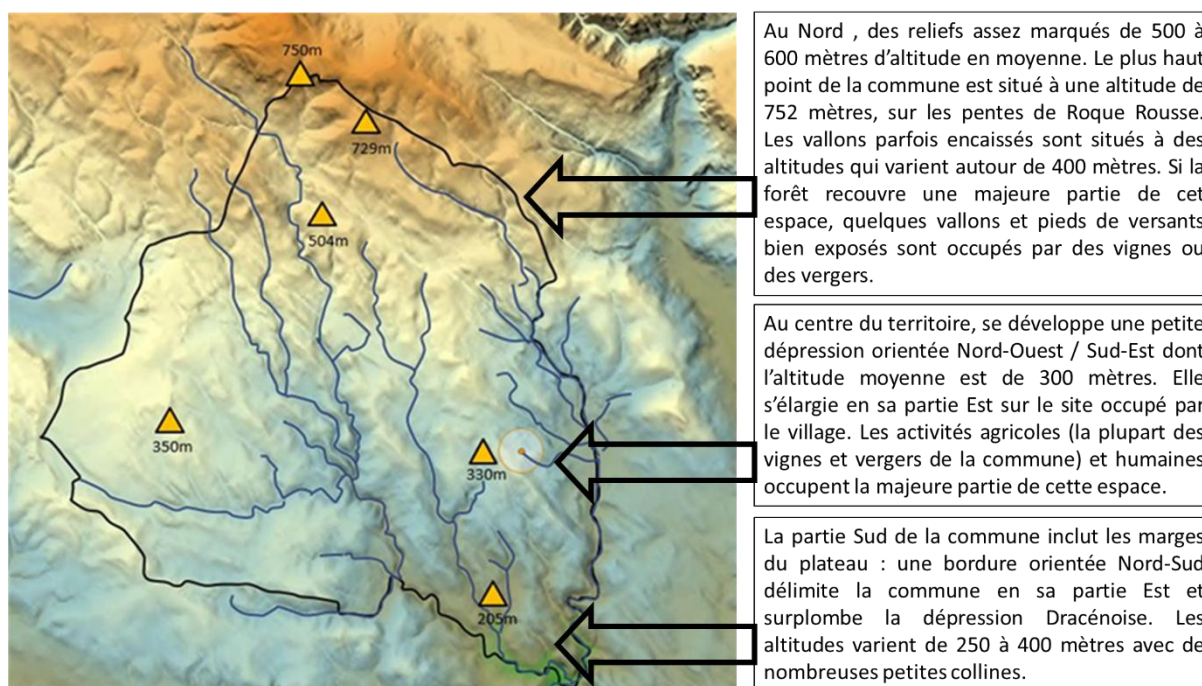 750m
729m
504m
350m
330m
205m
Au Nord , des reliefs assez marqués de 500 à
600 mètres d’altitude en moyenne. Le plus haut
point de la commune est situé à une altitude de
752 mètres, sur les pentes de Roque Rousse.
Les vallons parfois encaissés sont situés à des
altitudes qui varient autour de 400 mètres. Si la
forêt recouvre une majeure partie de cet
espace, quelques vallons et pieds de versants
bien exposés sont occupés par des vignes ou
des vergers.
Au centre du territoire, se développe une petite
dépression orientée Nord-Ouest / Sud-Est dont
l’altitude moyenne est de 300 mètres. Elle
s’élargie en sa partie Est sur le site occupé par
le village. Les activités agricoles (la plupart des
vignes et vergers de la commune) et humaines
occupent la majeure partie de cette espace.
La partie Sud de la commune inclut les marges
du plateau : une bordure orientée Nord-Sud
délimite la commune en sa partie Est et
surplombe la dépression Dracénoise. Les
altitudes varient de 250 à 400 mètres avec de
nombreuses petites collines.